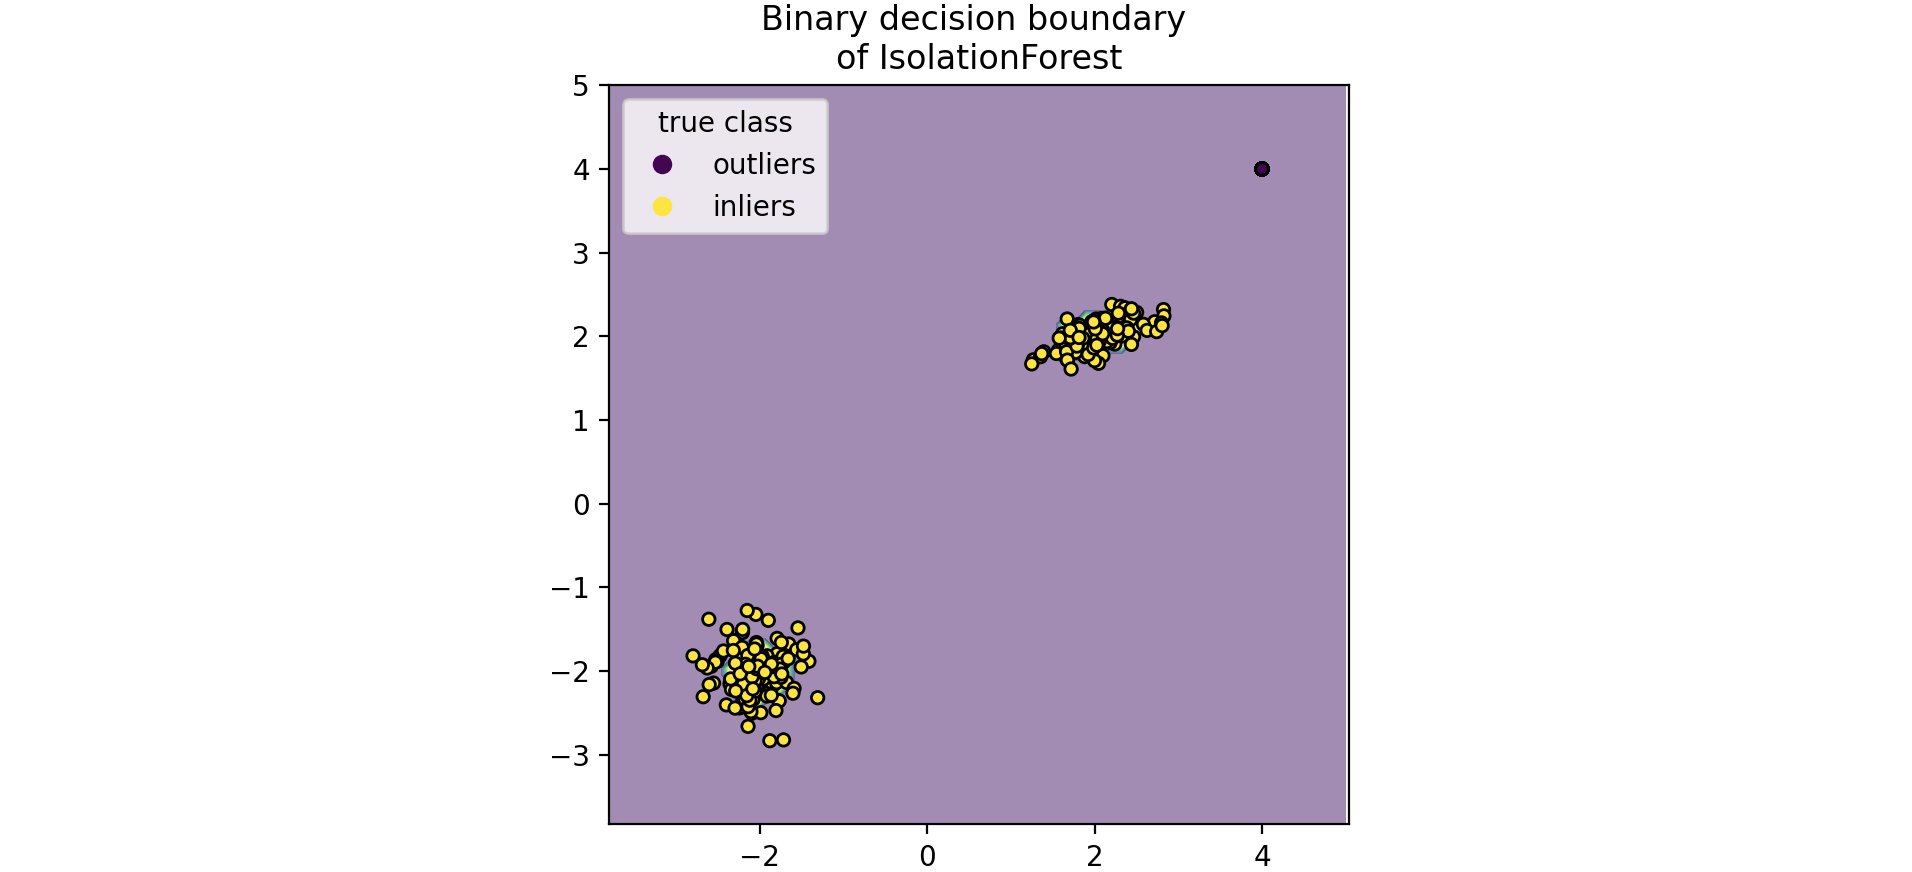 Binary decision boundary
of IsolationForest
true class
outliers
inliers
5
4
3
2
1
0
−1
−2
−3
−2
0
2
4